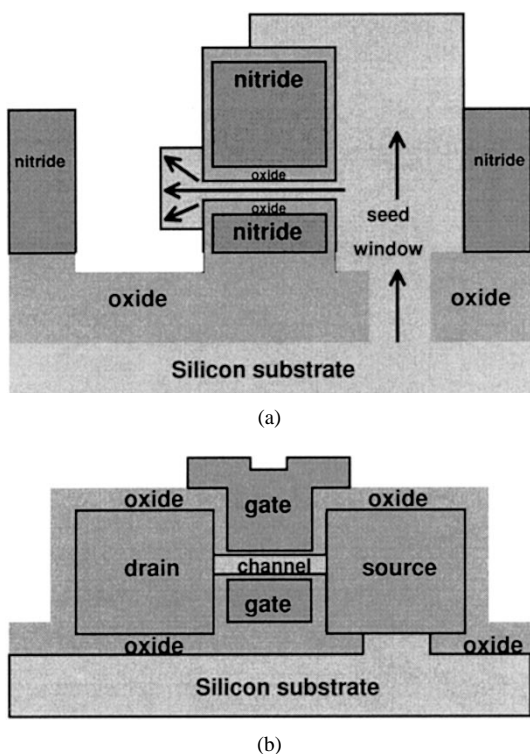 nitride
nitride
nitride
oxide
oxide
nitride
seed
window
oxide
oxide
Silicon substrate
(a)
oxide
oxide
gate
drain
channel
source
gate
oxide
oxide
Silicon substrate
(b)